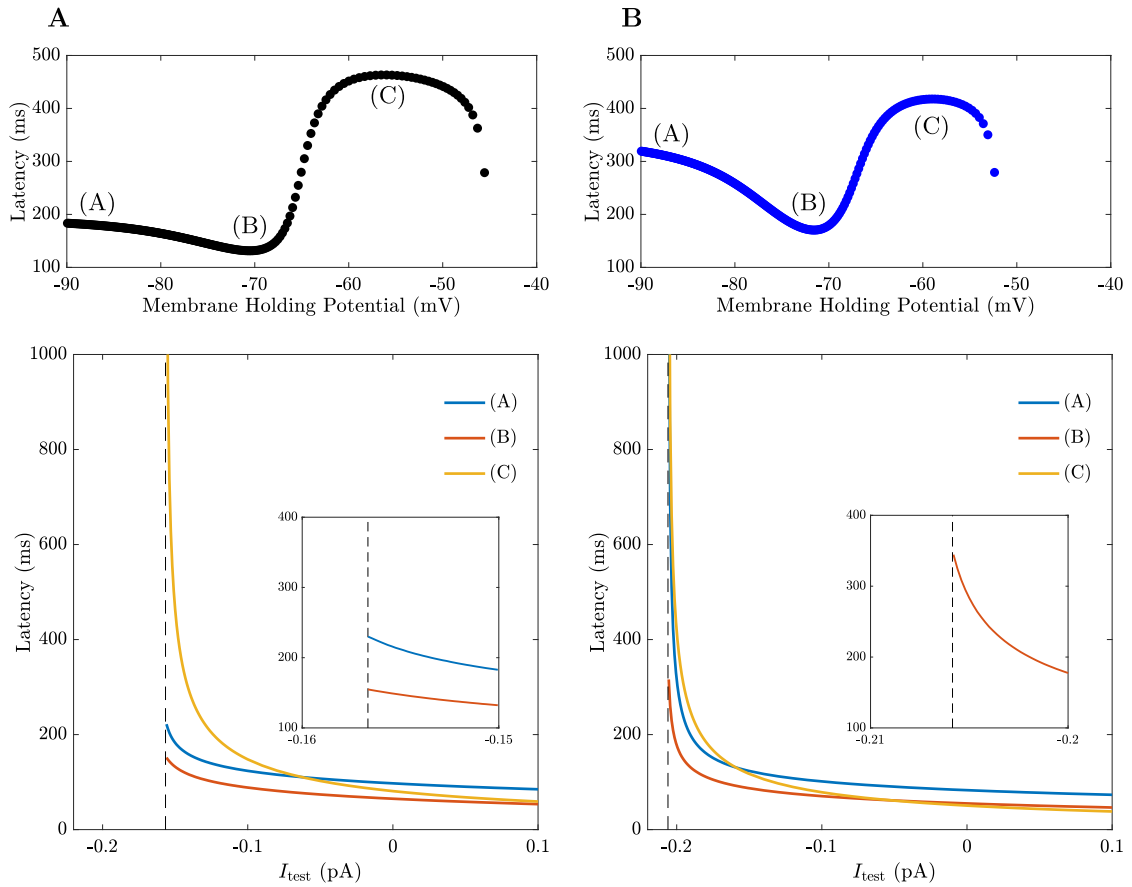 A
500
400
300
200
100
Latency (ms)
(A)
(B)
(C)
-90
-80
-70
-60
-50
-40
Membrane Holding Potential (mV)
B
500
400
300
200
100
Latency (ms)
(A)
(B)
(C)
-90
-80
-70
-60
-50
-40
Membrane Holding Potential (mV)
1000
800
600
400
200
0
Latency (ms)
(A)
(B)
(C)
400
300
200
100
-0.16
-0.15
-0.2
-0.1
0
0.1
I_test (pA)
1000
800
600
400
200
0
Latency (ms)
(A)
(B)
(C)
400
300
200
100
-0.21
-0.2
-0.2
-0.1
0
0.1
I_test (pA)